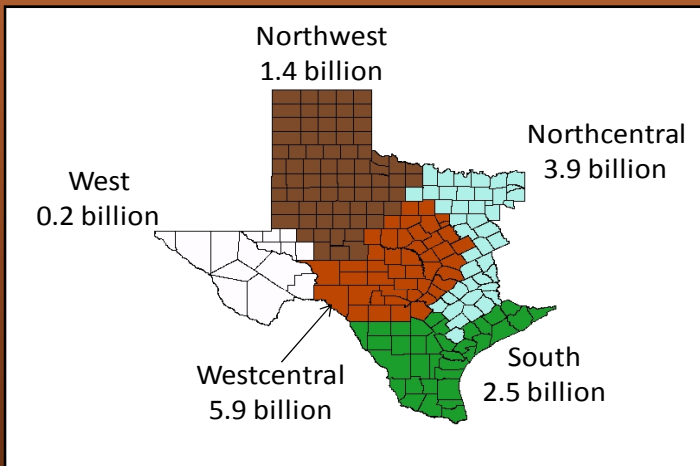 Northwest
1.4 billion
Northcentral
3.9 billion
West
0.2 billion
Westcentral
5.9 billion
South
2.5 billion